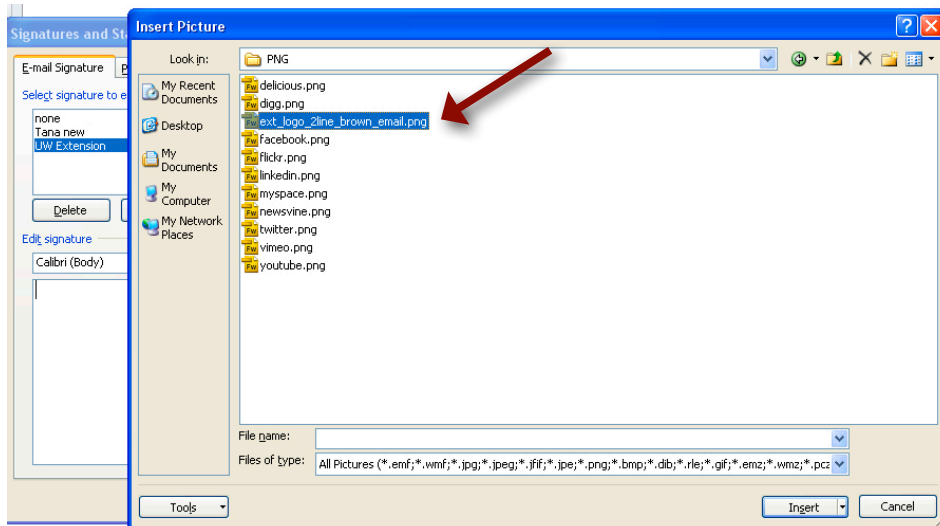 Signatures and St
E-mail Signature
Select signature to e
none
Tana new
UW Extension
Delete
Edit signature
Calibri (Body)
Insert Picture
Look in:
PNG
My Recent
Documents
Desktop
My
Documents
My
Computer
My Network
Places
delicious.png
digg.png
ext_logo_2line_brown_email.png
facebook.png
flickr.png
linkedin.png
myspace.png
newsvine.png
twitter.png
vimeo.png
youtube.png
File name:
Files of type:
All Pictures (*.emf;*.wmf;*.jpg;*.jpeg;*.jfif;*.jpe;*.png;*.bmp;*.dib;*.rle;*.gif;*.emz;*.wmz;*.pcz
Tools
Insert
Cancel